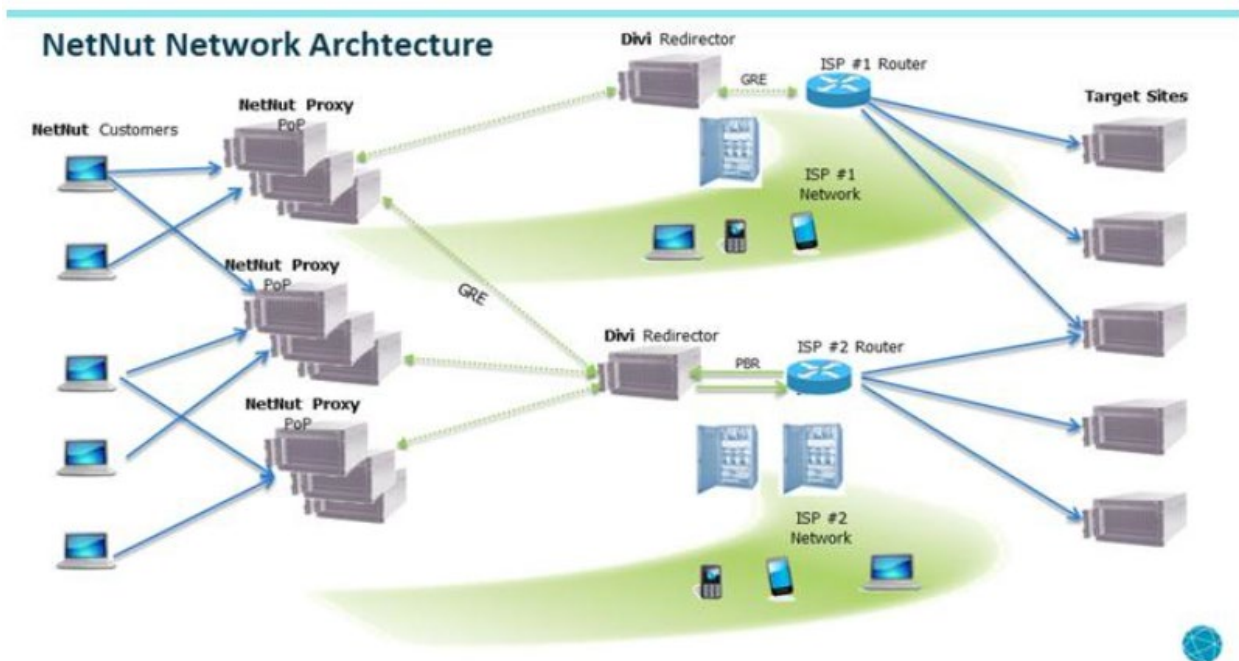 NetNut Network Archtecture
Divi Redirector
GRE
ISP #1 Router
NetNut Proxy
PoP
Target Sites
NetNut Customers
ISP #1
Network
NetNut Proxy
PoP
GRE
Divi Redirector
PBR
ISP #2 Router
NetNut Proxy
PoP
ISP #2
Network